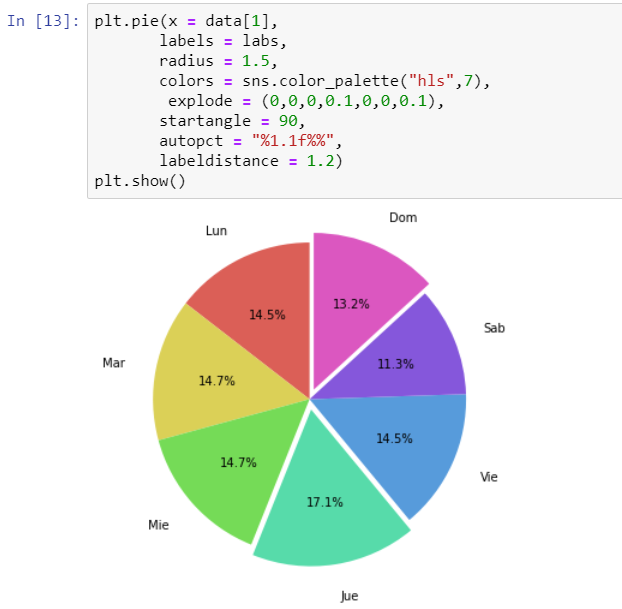 In [13]: plt.pie(x = data[1],
labels = labs,
radius = 1.5,
colors = sns.color_palette("hls",7),
explode = (0,0,0,0.1,0,0,0.1),
startangle = 90,
autopct = "%1.1f%%",
labeldistance = 1.2)
plt.show()
Dom
Lun
13.2%
14.5%
Sab
Mar
11.3%
14.7%
14.5%
14.7%
Vie
17.1%
Mie
Jue